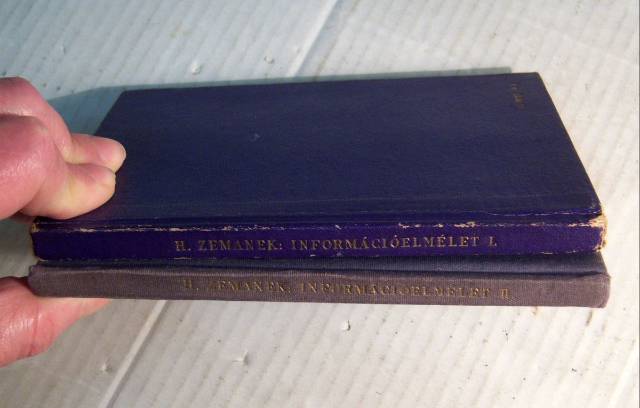 H. ZEMANEK: INFORMÁCIÓELMÉLET I.
H. ZEMANEK: INFORMÁCIÓELMÉLET II.